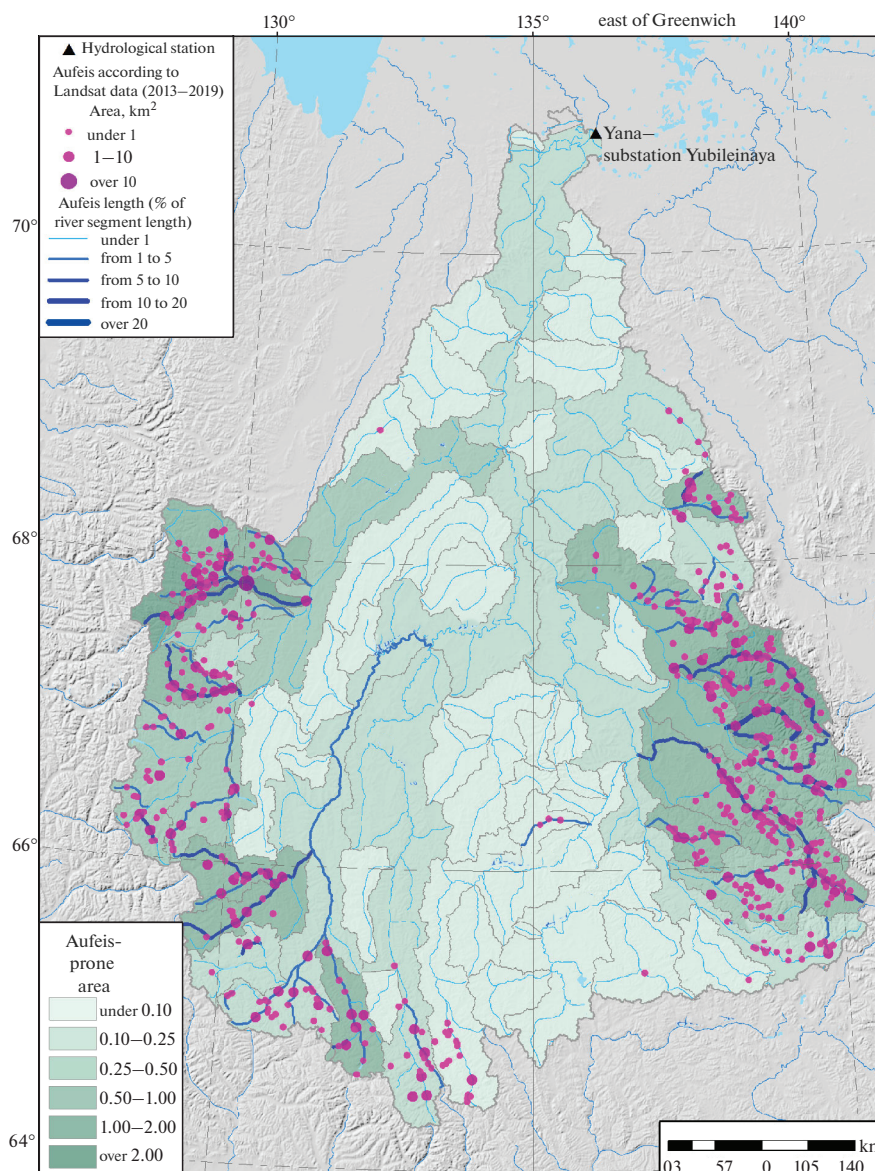 130° 135° east of Greenwich 140°
▲ Hydrological station
Aufeis according to
Landsat data (2013–2019)
Area, km²
under 1
1–10
over 10
Aufeis length (% of
river segment length)
under 1
from 1 to 5
from 5 to 10
from 10 to 20
over 20
Yana–
substation Yubileinaya
70°
68°
66°
64°
Aufeis-
prone
area
under 0.10
0.10–0.25
0.25–0.50
0.50–1.00
1.00–2.00
over 2.00
km
03 57 0 105 140